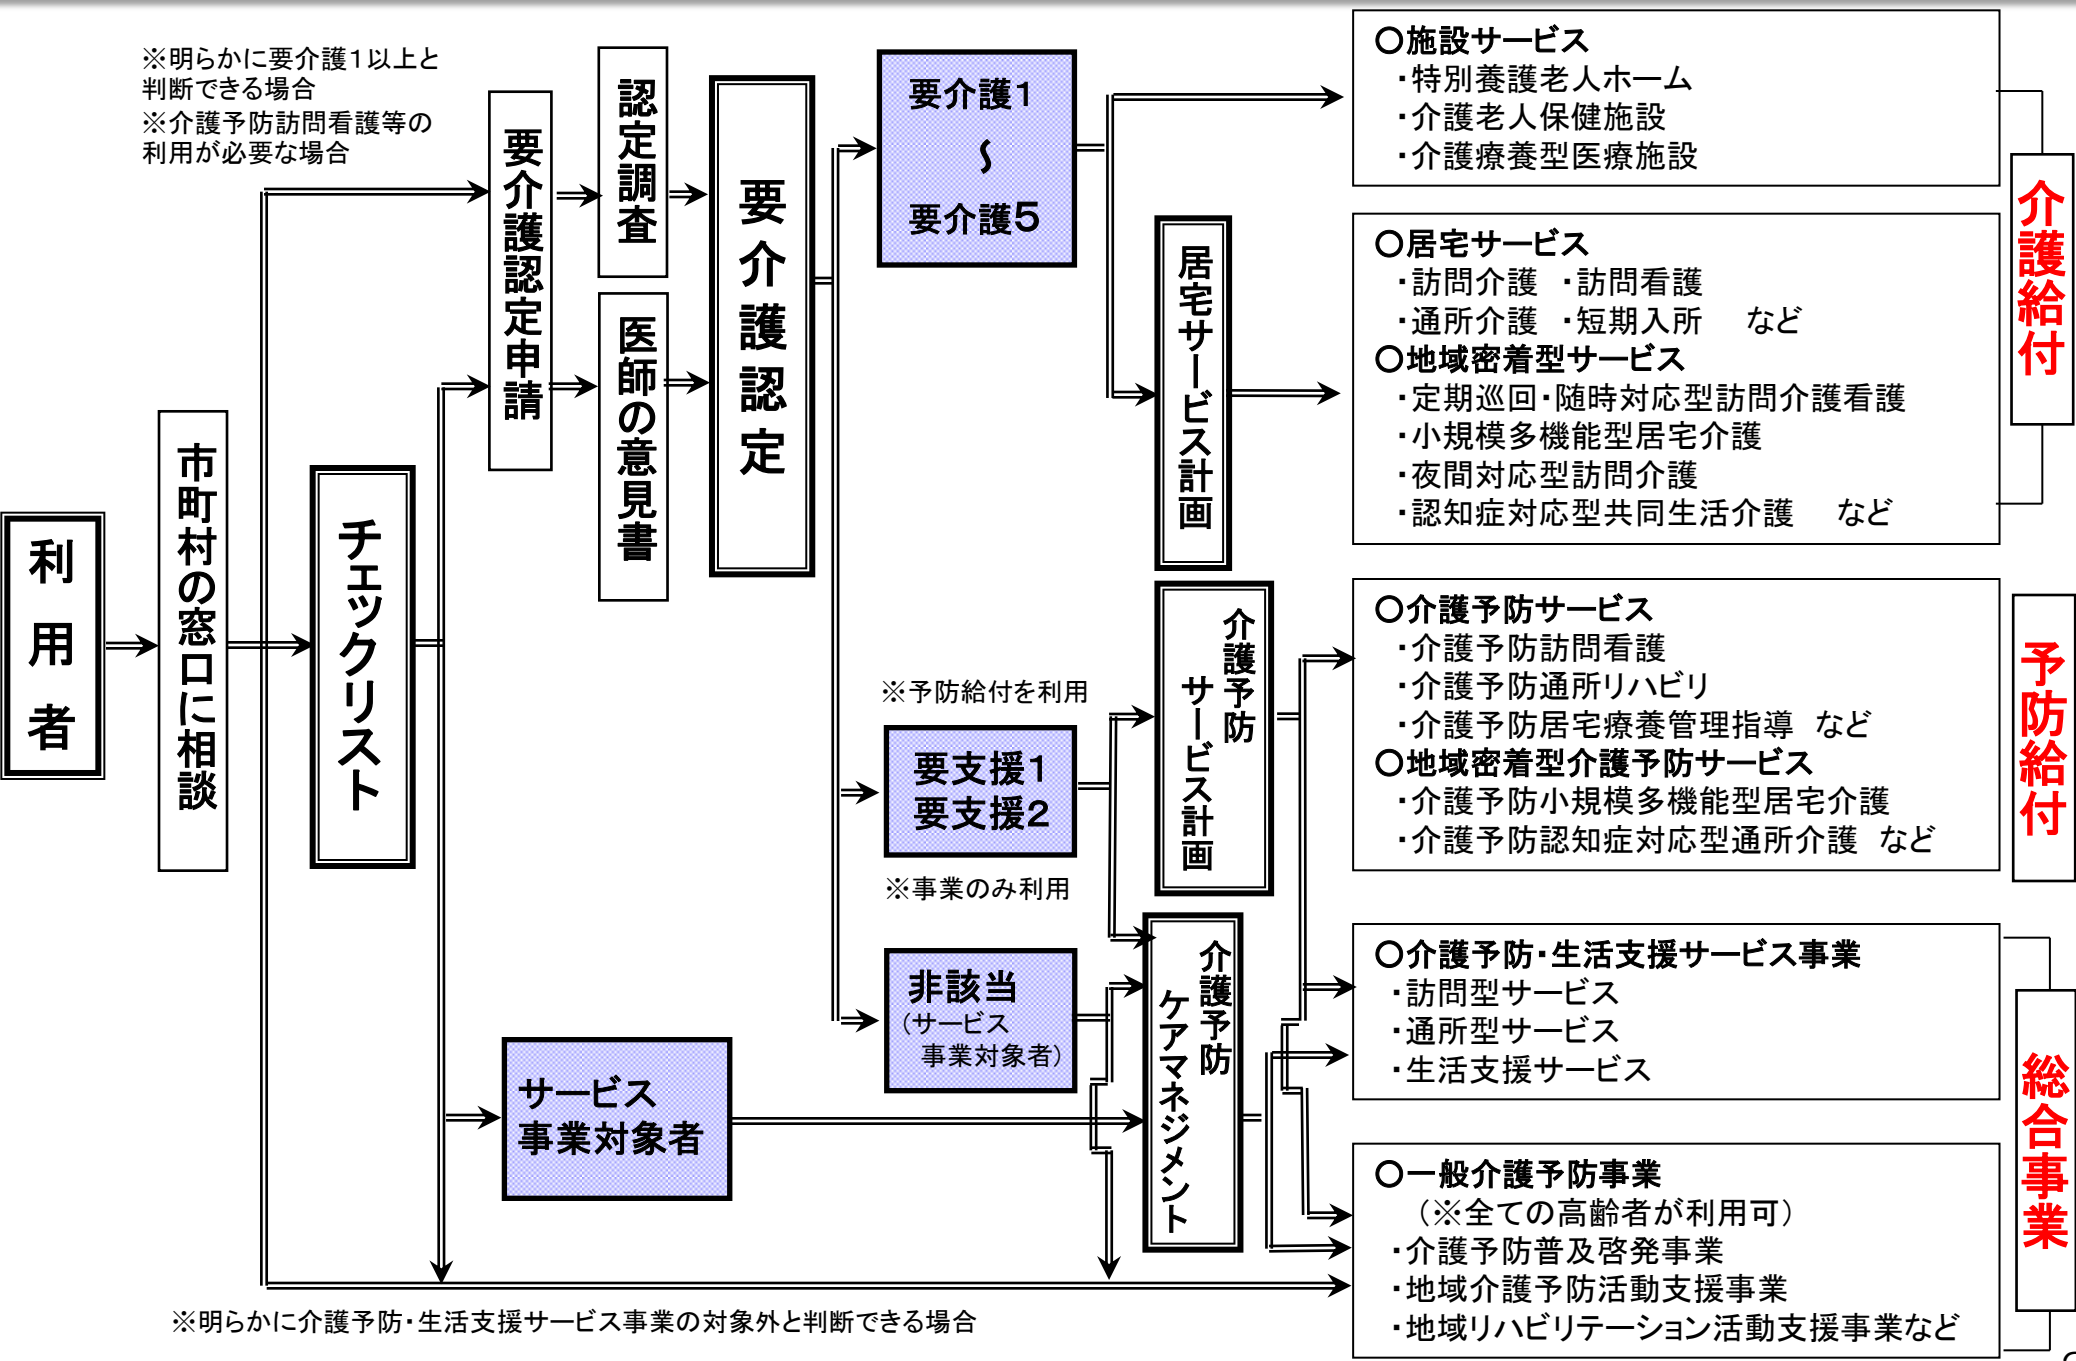 ※明らかに要介護1以上と
判断できる場合
※介護予防訪問看護等の
利用が必要な場合
利用者
市町村の窓口に相談
チェックリスト
要介護認定申請
認定調査
医師の意見書
要介護認定
要介護1
～
要介護5
※予防給付を利用
要支援1
要支援2
※事業のみ利用
非該当
(サービス
事業対象者)
サービス
事業対象者
居宅サービス計画
介護予防
サービス計画
介護予防
ケアマネジメント
○施設サービス
・特別養護老人ホーム
・介護老人保健施設
・介護療養型医療施設
○居宅サービス
・訪問介護 ・訪問看護
・通所介護 ・短期入所 など
○地域密着型サービス
・定期巡回・随時対応型訪問介護看護
・小規模多機能型居宅介護
・夜間対応型訪問介護
・認知症対応型共同生活介護 など
介護給付
○介護予防サービス
・介護予防訪問看護
・介護予防通所リハビリ
・介護予防居宅療養管理指導 など
○地域密着型介護予防サービス
・介護予防小規模多機能型居宅介護
・介護予防認知症対応型通所介護 など
予防給付
○介護予防・生活支援サービス事業
・訪問型サービス
・通所型サービス
・生活支援サービス
○一般介護予防事業
(※全ての高齢者が利用可)
・介護予防普及啓発事業
・地域介護予防活動支援事業
・地域リハビリテーション活動支援事業など
総合事業
※明らかに介護予防・生活支援サービス事業の対象外と判断できる場合